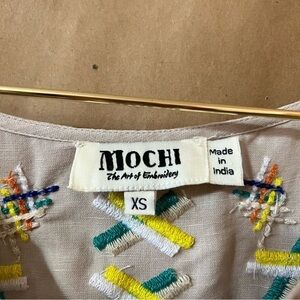 MOCHI
The Art of Embroidery
Made
in
India
XS